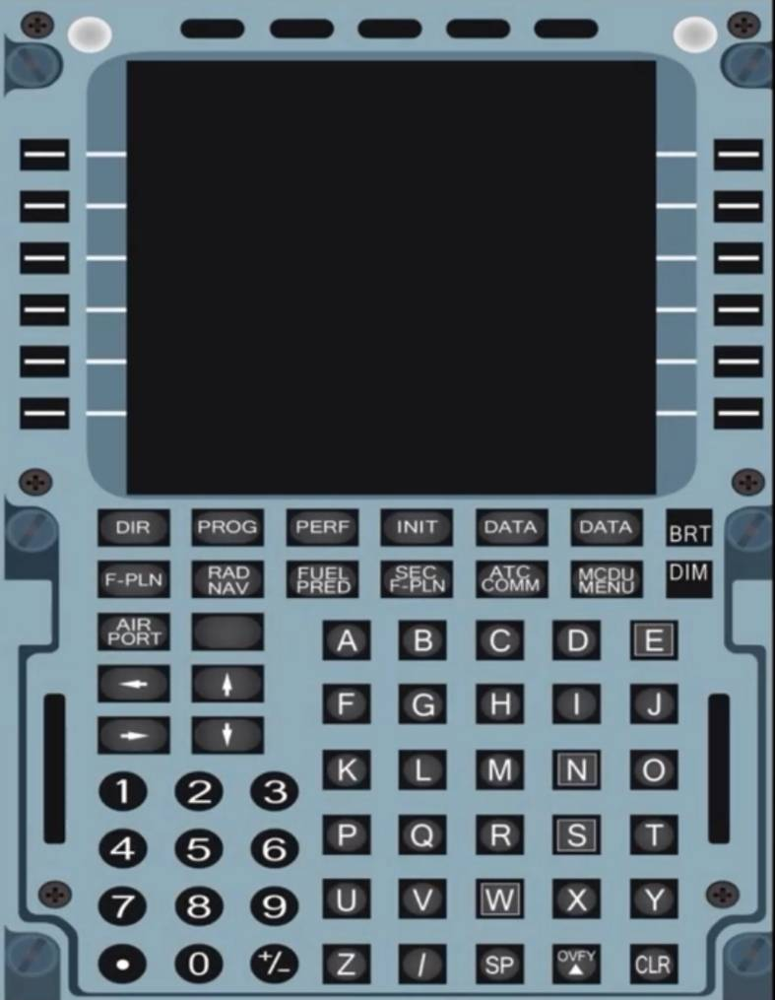 DIR PROG PERF INIT DATA DATA BRT
F-PLN RAD NAV FUEL PRED SEC F-PLN ATC COMM MCDU MENU DIM
AIR PORT
A B C D E
F G H I J
K L M N O
1 2 3
P Q R S T
4 5 6
U V W X Y
7 8 9
Z / SP OVFY CLR
. 0 +/-